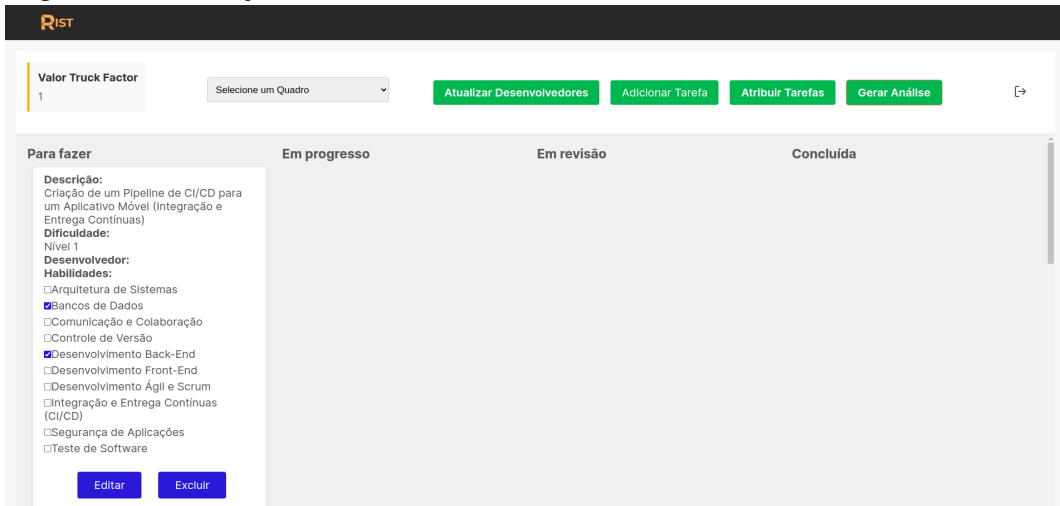 RIST
Valor Truck Factor
1
Selecione um Quadro
Atualizar Desenvolvedores
Adicionar Tarefa
Atribuir Tarefas
Gerar Análise
Para fazer
Em progresso
Em revisão
Concluída
Descrição:
Criação de um Pipeline de CI/CD para
um Aplicativo Móvel (Integração e
Entrega Contínuas)
Dificuldade:
Nível 1
Desenvolvedor:
Habilidades:
Arquitetura de Sistemas
Bancos de Dados
Comunicação e Colaboração
Controle de Versão
Desenvolvimento Back-End
Desenvolvimento Front-End
Desenvolvimento Ágil e Scrum
Integração e Entrega Contínuas
(CI/CD)
Segurança de Aplicações
Teste de Software
Editar
Excluir